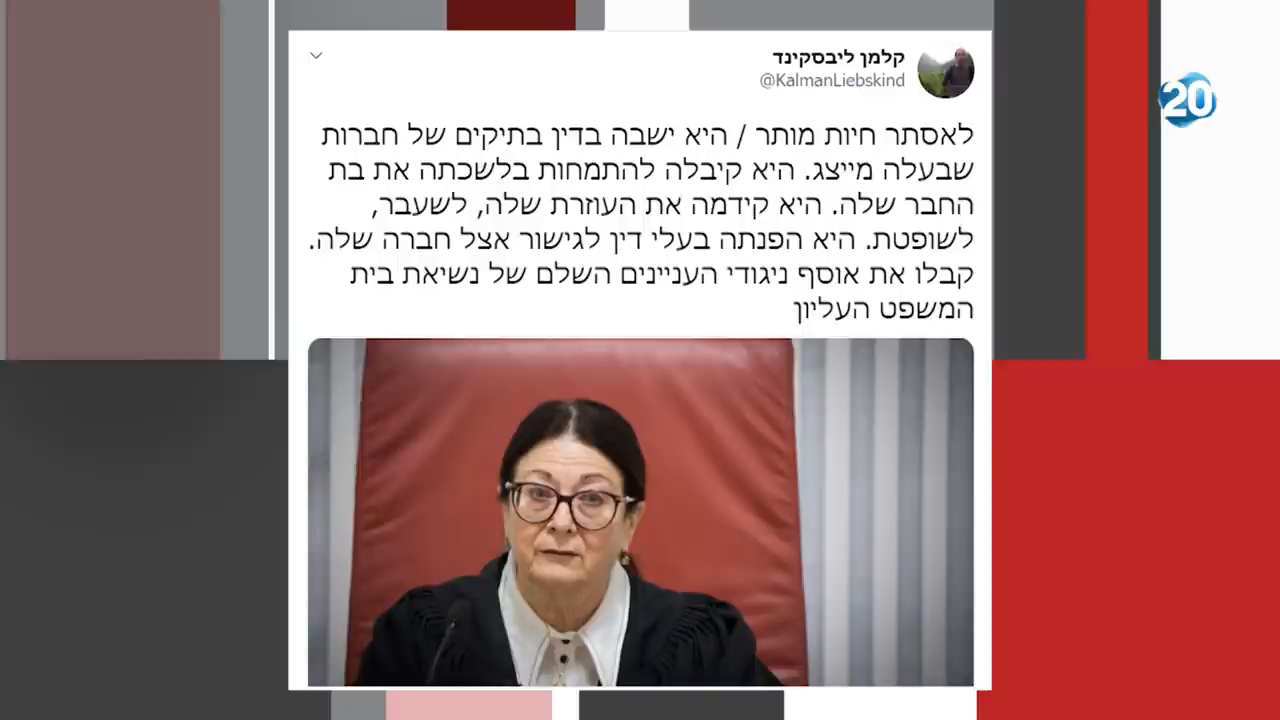 קלמן ליבסקינד
@KalmanLiebskind
20
לאסתר חיות מותר / היא ישבה בדין בתיקים של חברות
שבעלה מייצג. היא קיבלה להתמחות בלשכתה את בת
החבר שלה. היא קידמה את העוזרת שלה, לשעבר,
לשופטת. היא הפנתה בעלי דין לגישור אצל חברה שלה.
קבלו את אוסף ניגודי העניינים השלם של נשיאת בית
המשפט העליון